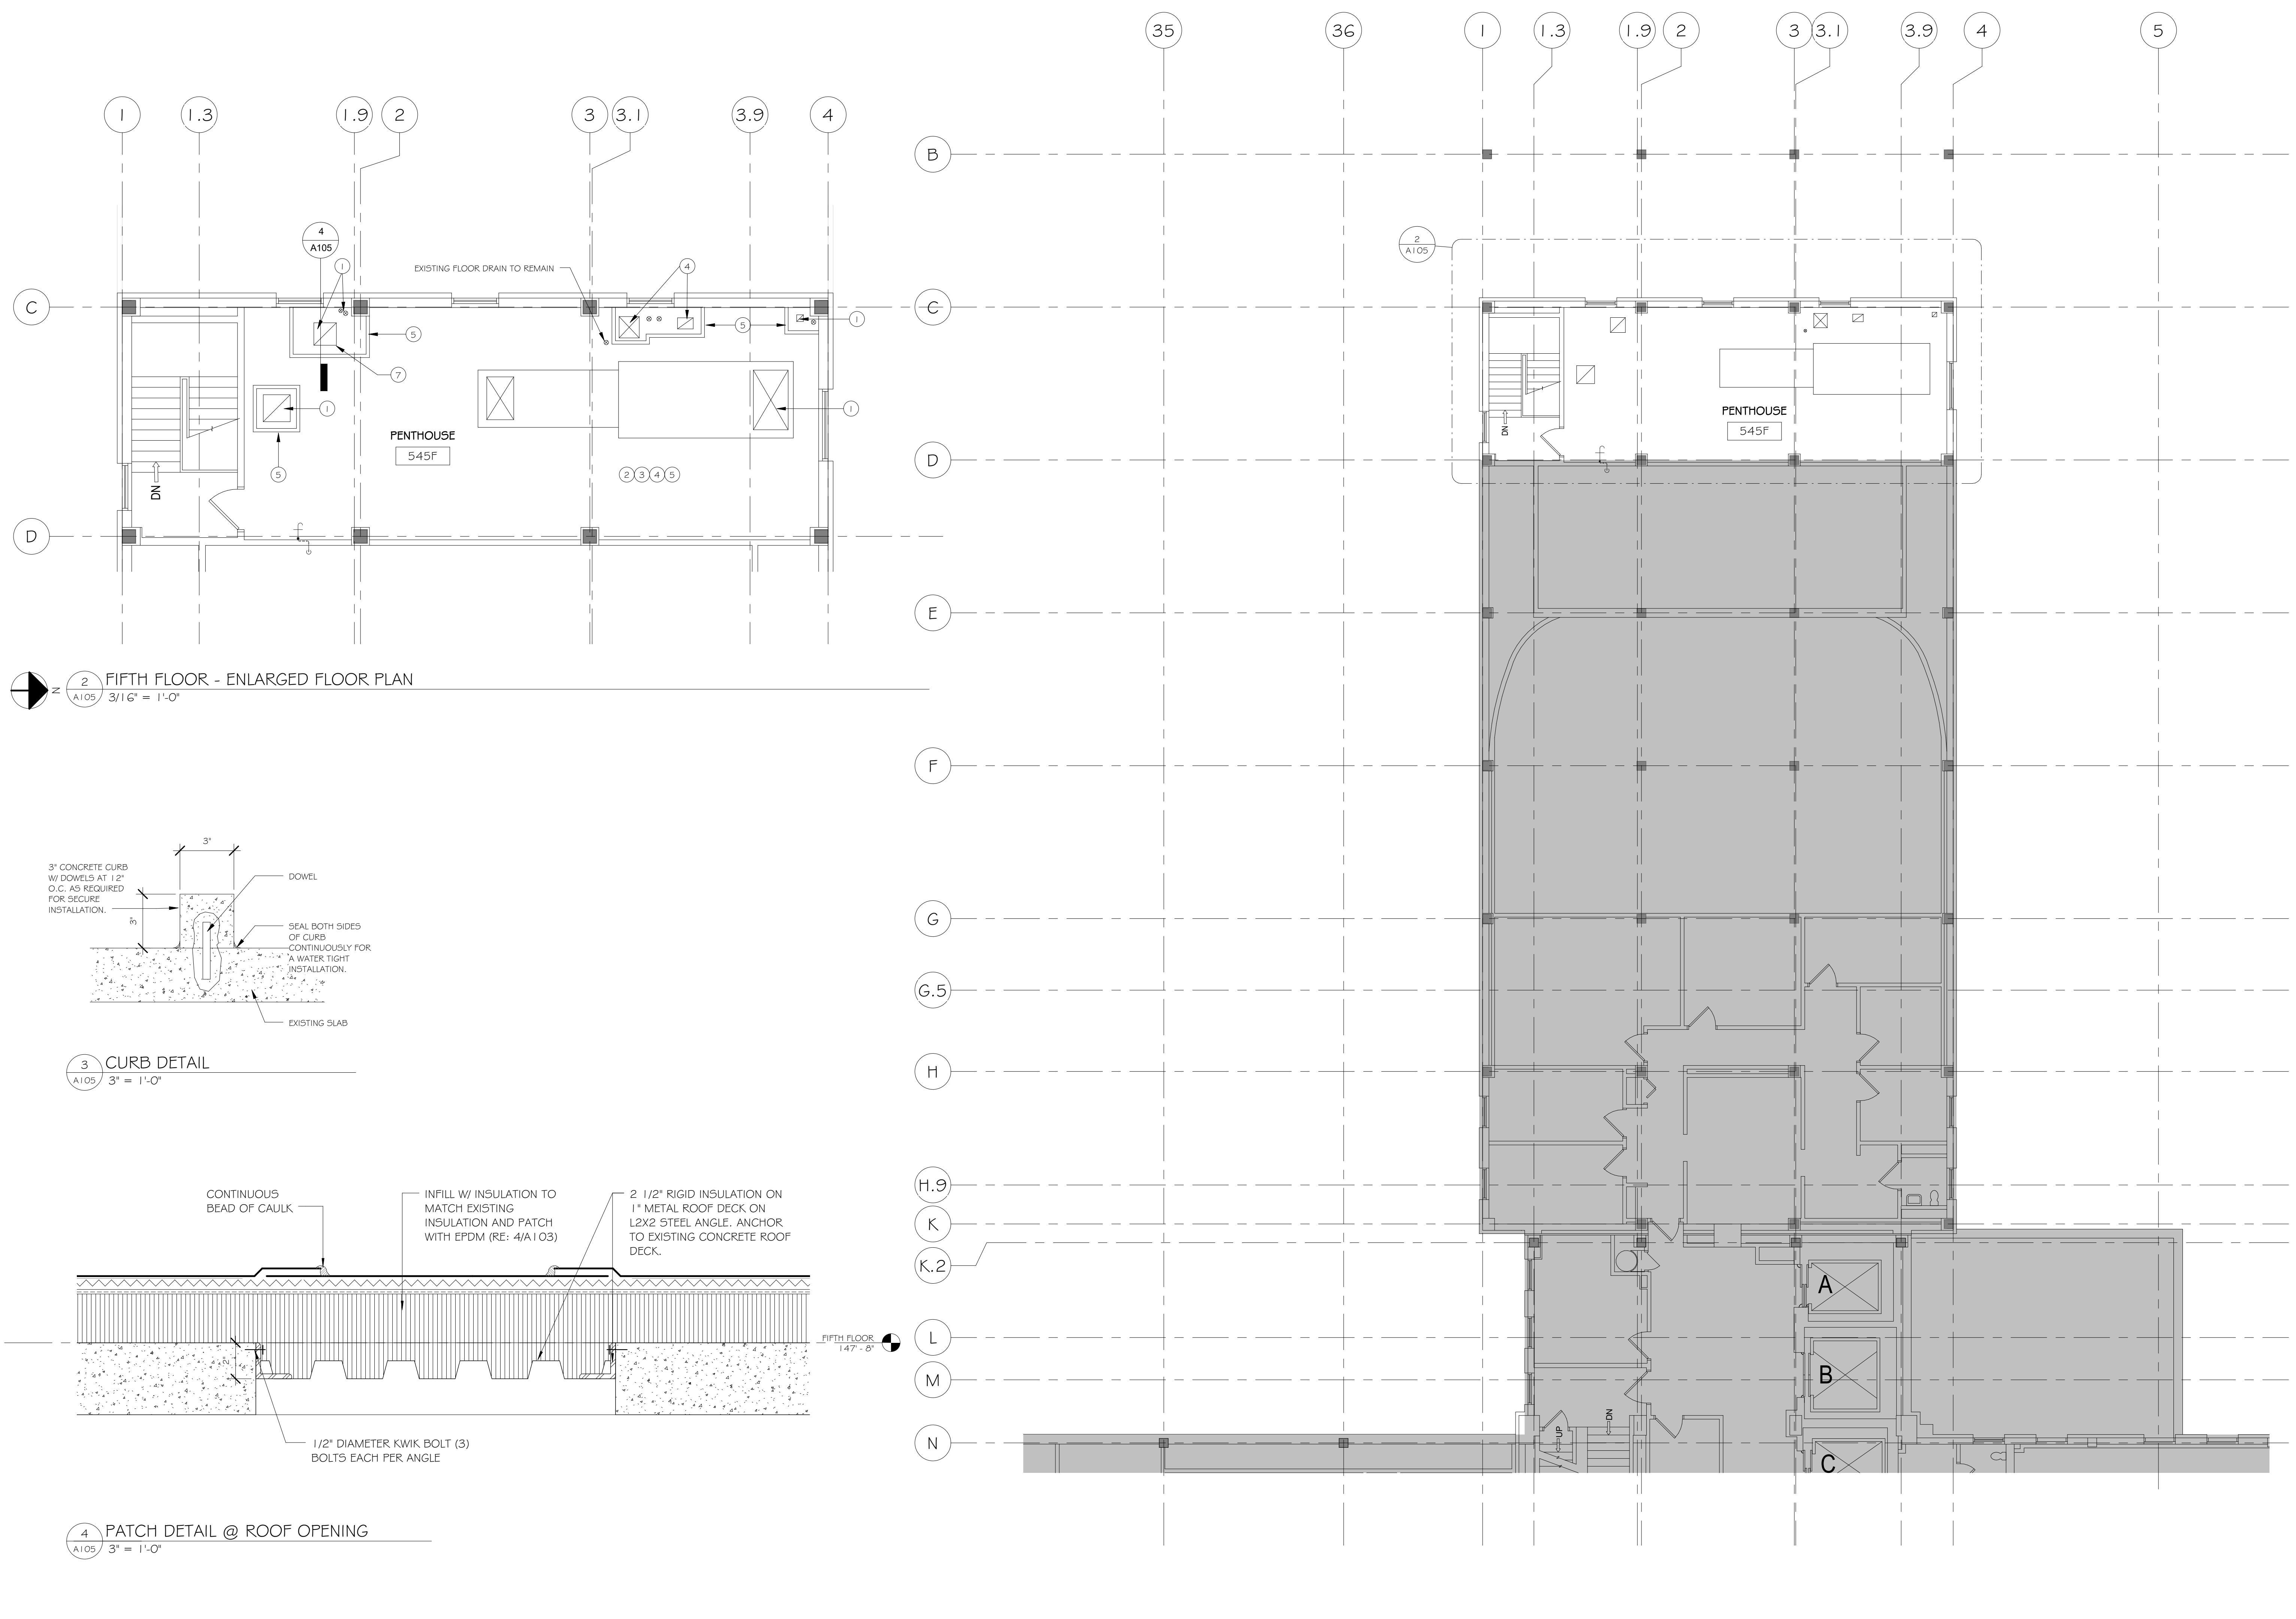 35
36
1
1.3
1.9
2
3
3.1
3.9
4
5
1
1.3
1.9
2
3
3.1
3.9
4
B
4
A105
2
A105
1
EXISTING FLOOR DRAIN TO REMAIN
4
C
5
5
1
C
7
1
1
PENTHOUSE
545F
PENTHOUSE
545F
DN
D
5
2
3
4
5
DN
D
f
f
E
2
A105
FIFTH FLOOR - ENLARGED FLOOR PLAN
3/16" = 1'-0"
N
F
3"
3" CONCRETE CURB
W/ DOWELS AT 12"
O.C. AS REQUIRED
FOR SECURE
INSTALLATION.
3"
DOWEL
SEAL BOTH SIDES
OF CURB
CONTINUOUSLY FOR
A WATER TIGHT
INSTALLATION.
EXISTING SLAB
G
G.5
3
A105
CURB DETAIL
3" = 1'-0"
H
H.9
K
K.2
CONTINUOUS
BEAD OF CAULK
INFILL W/ INSULATION TO
MATCH EXISTING
INSULATION AND PATCH
WITH EPDM (RE: 4/A103)
2 1/2" RIGID INSULATION ON
1" METAL ROOF DECK ON
L2X2 STEEL ANGLE. ANCHOR
TO EXISTING CONCRETE ROOF
DECK.
A
FIFTH FLOOR
147' - 8"
2"
L
B
M
DN
UP
N
C
1/2" DIAMETER KWIK BOLT (3)
BOLTS EACH PER ANGLE
4
A105
PATCH DETAIL @ ROOF OPENING
3" = 1'-0"